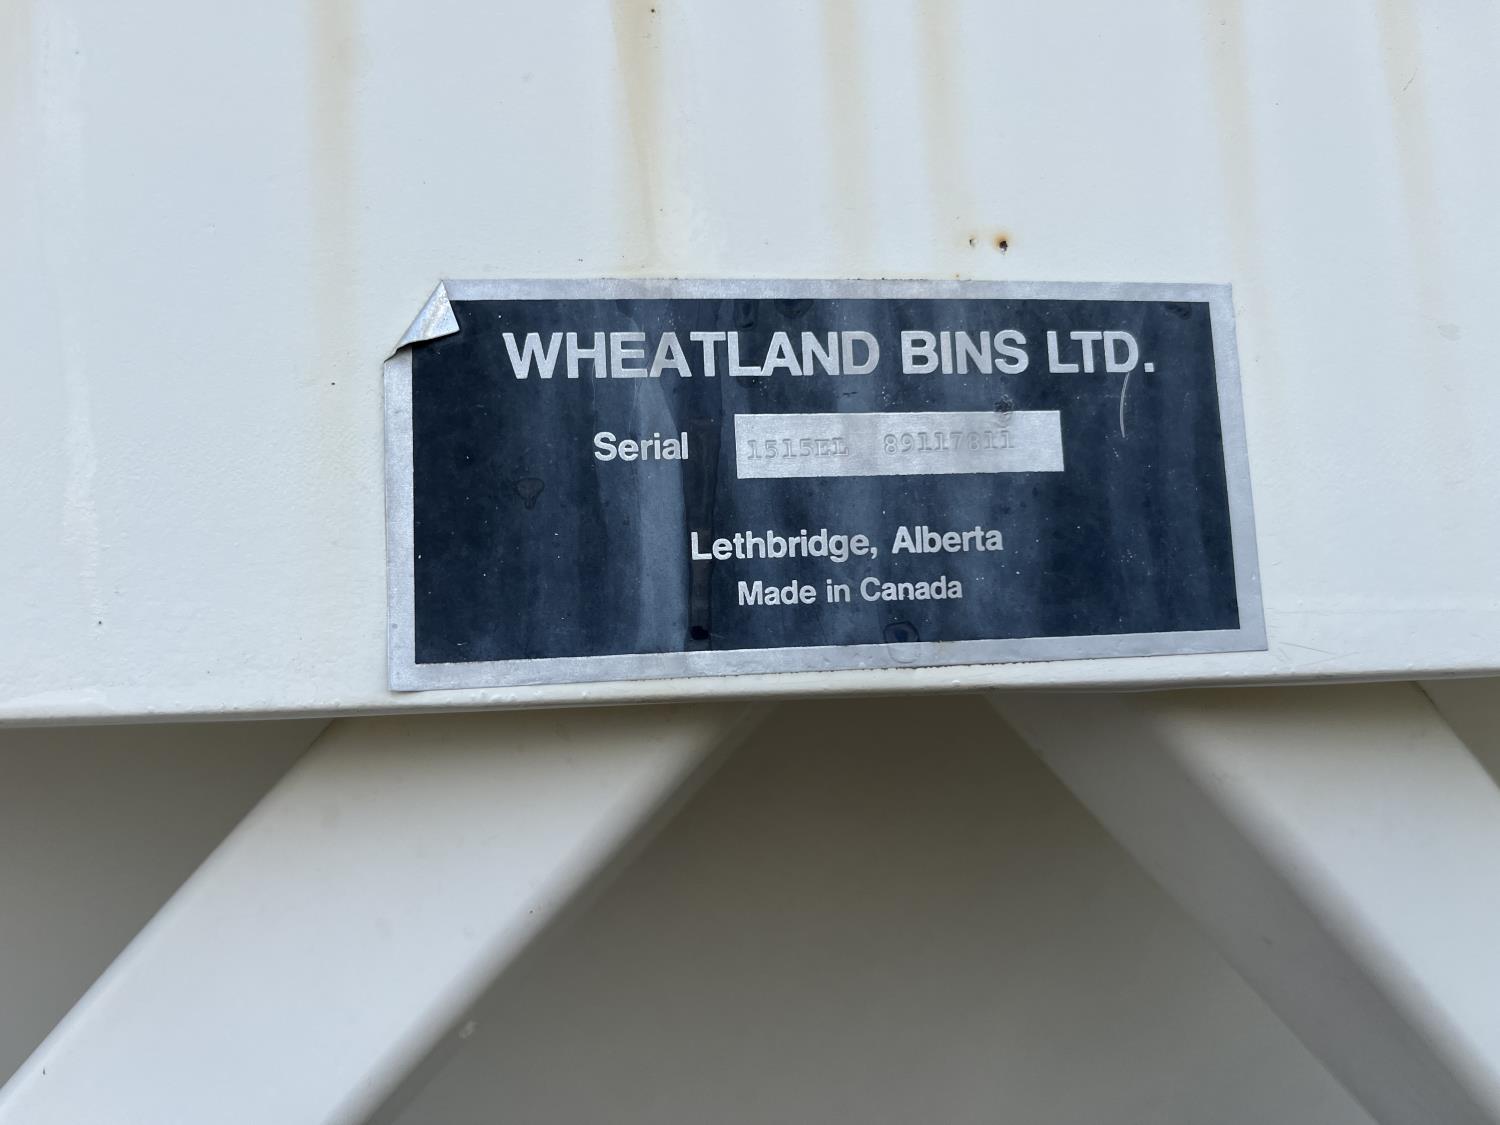 WHEATLAND BINS LTD.
Serial 1515EL 89117811
Lethbridge, Alberta
Made in Canada